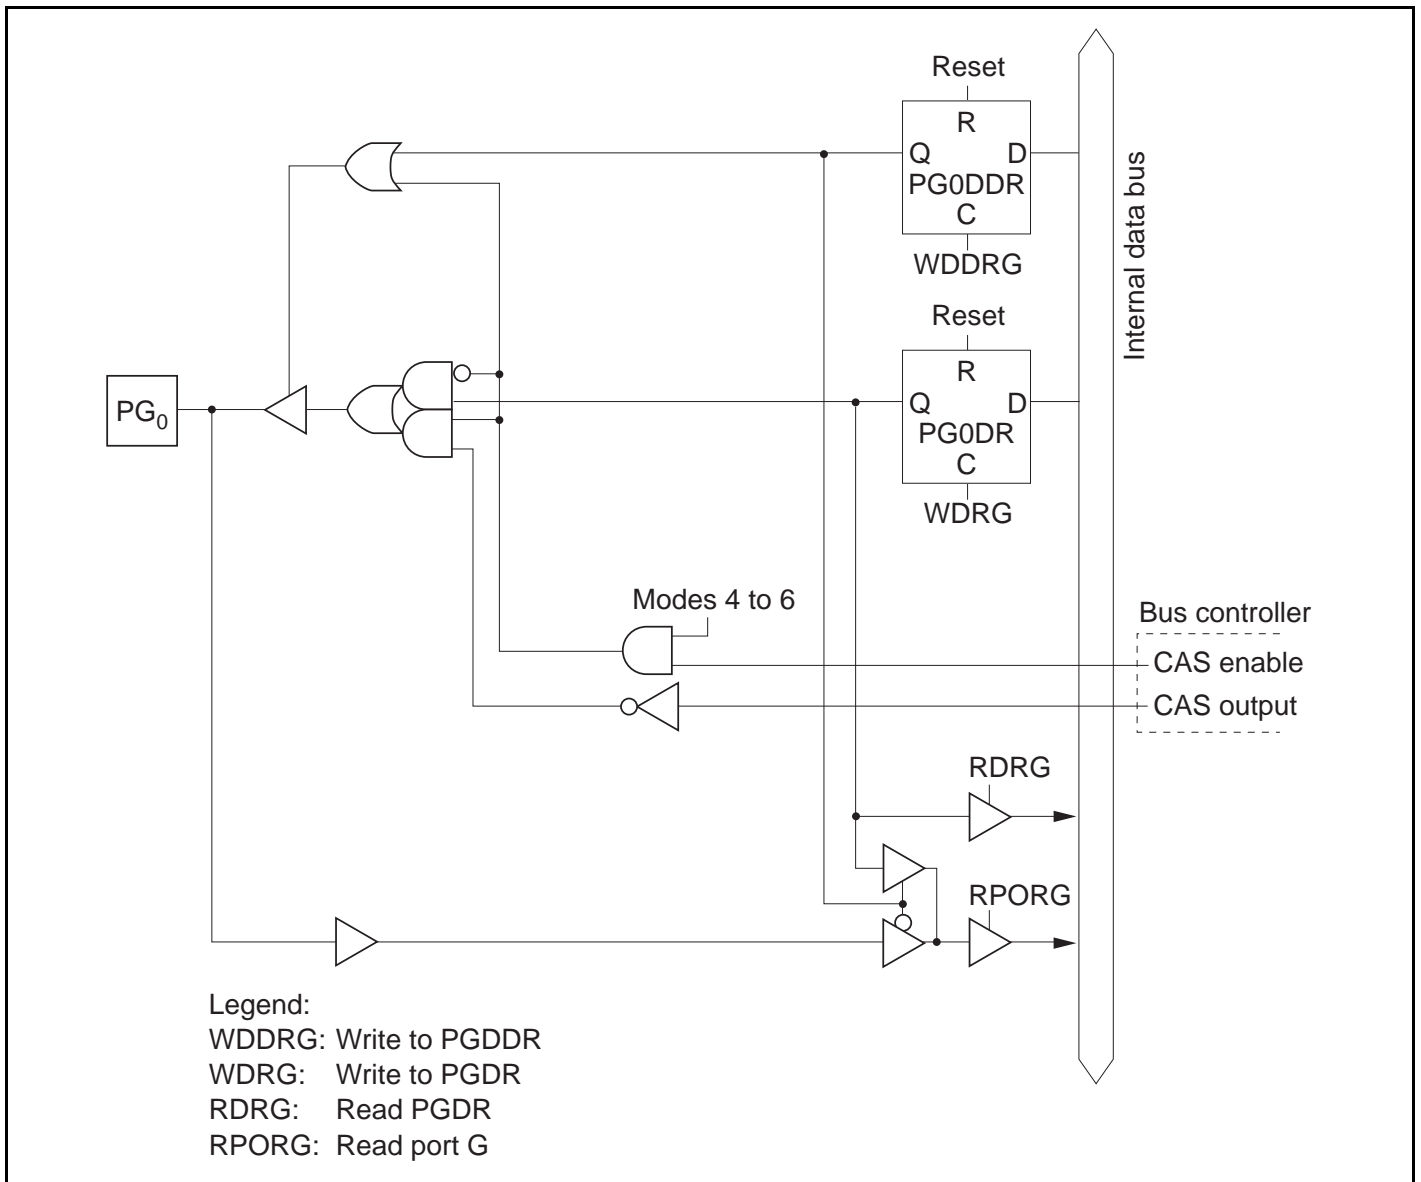 Reset
R
Q D
PG0DDR
C
WDDRG
Internal data bus
Reset
R
Q D
PG0DR
C
WDRG
PG0
Modes 4 to 6
Bus controller
CAS enable
CAS output
RDRG
RPORG
Legend:
WDDRG: Write to PGDDR
WDRG: Write to PGDR
RDRG: Read PGDR
RPORG: Read port G